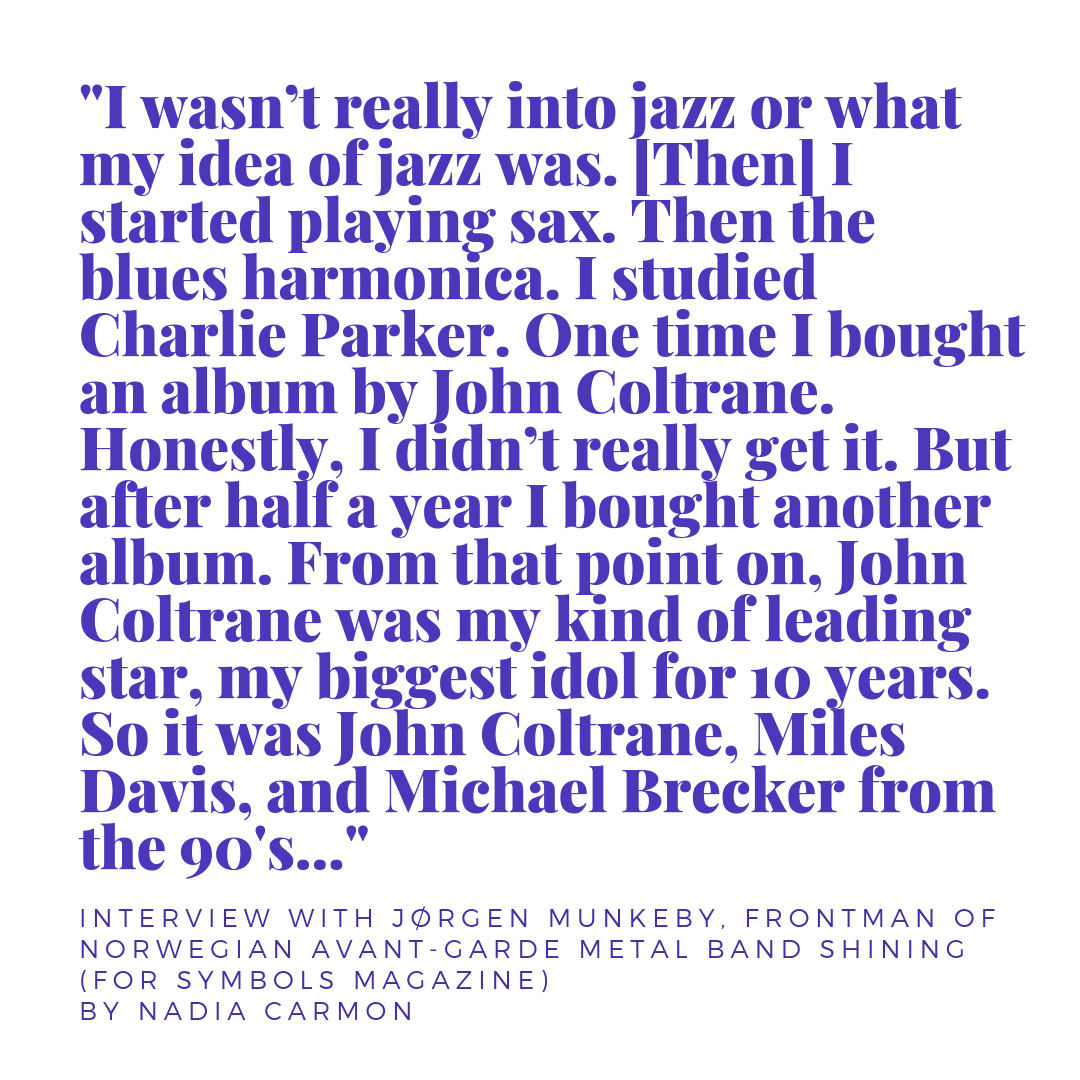 "I wasn’t really into jazz or what
my idea of jazz was. [Then] I
started playing sax. Then the
blues harmonica. I studied
Charlie Parker. One time I bought
an album by John Coltrane.
Honestly, I didn’t really get it. But
after half a year I bought another
album. From that point on, John
Coltrane was my kind of leading
star, my biggest idol for 10 years.
So it was John Coltrane, Miles
Davis, and Michael Brecker from
the 90's..."
INTERVIEW WITH JØRGEN MUNKEBY, FRONTMAN OF
NORWEGIAN AVANT-GARDE METAL BAND SHINING
(FOR SYMBOLS MAGAZINE)
BY NADIA CARMON